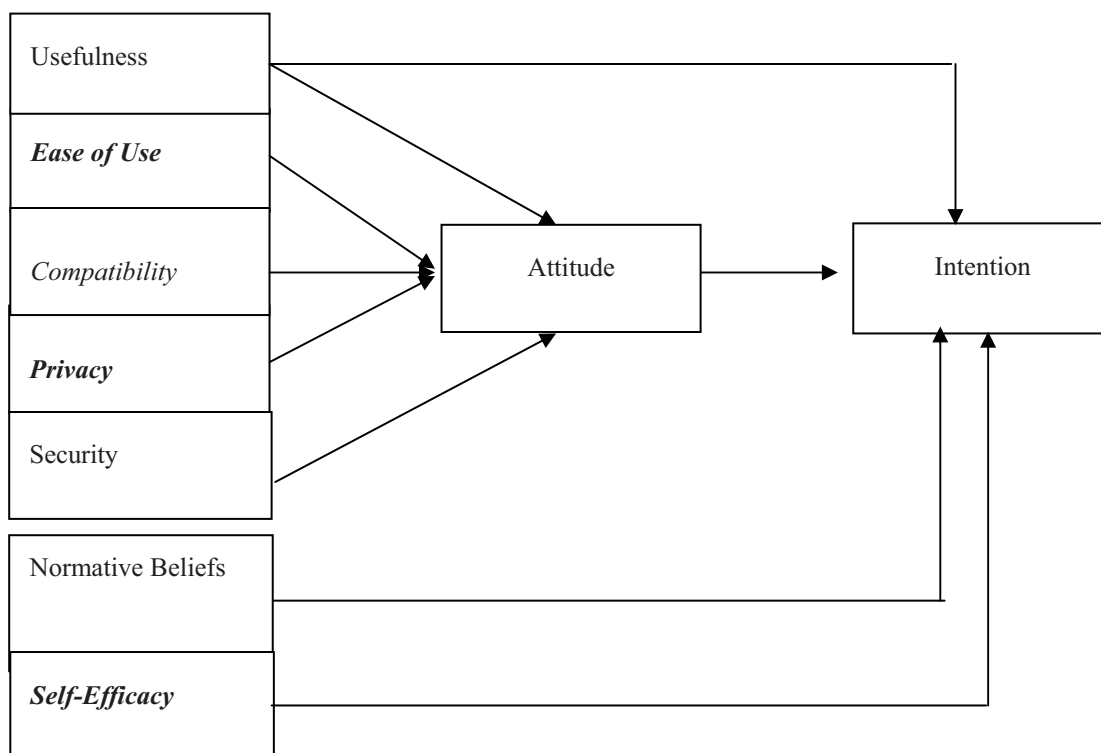 Usefulness
Ease of Use
Compatibility
Attitude
Intention
Privacy
Security
Normative Beliefs
Self-Efficacy